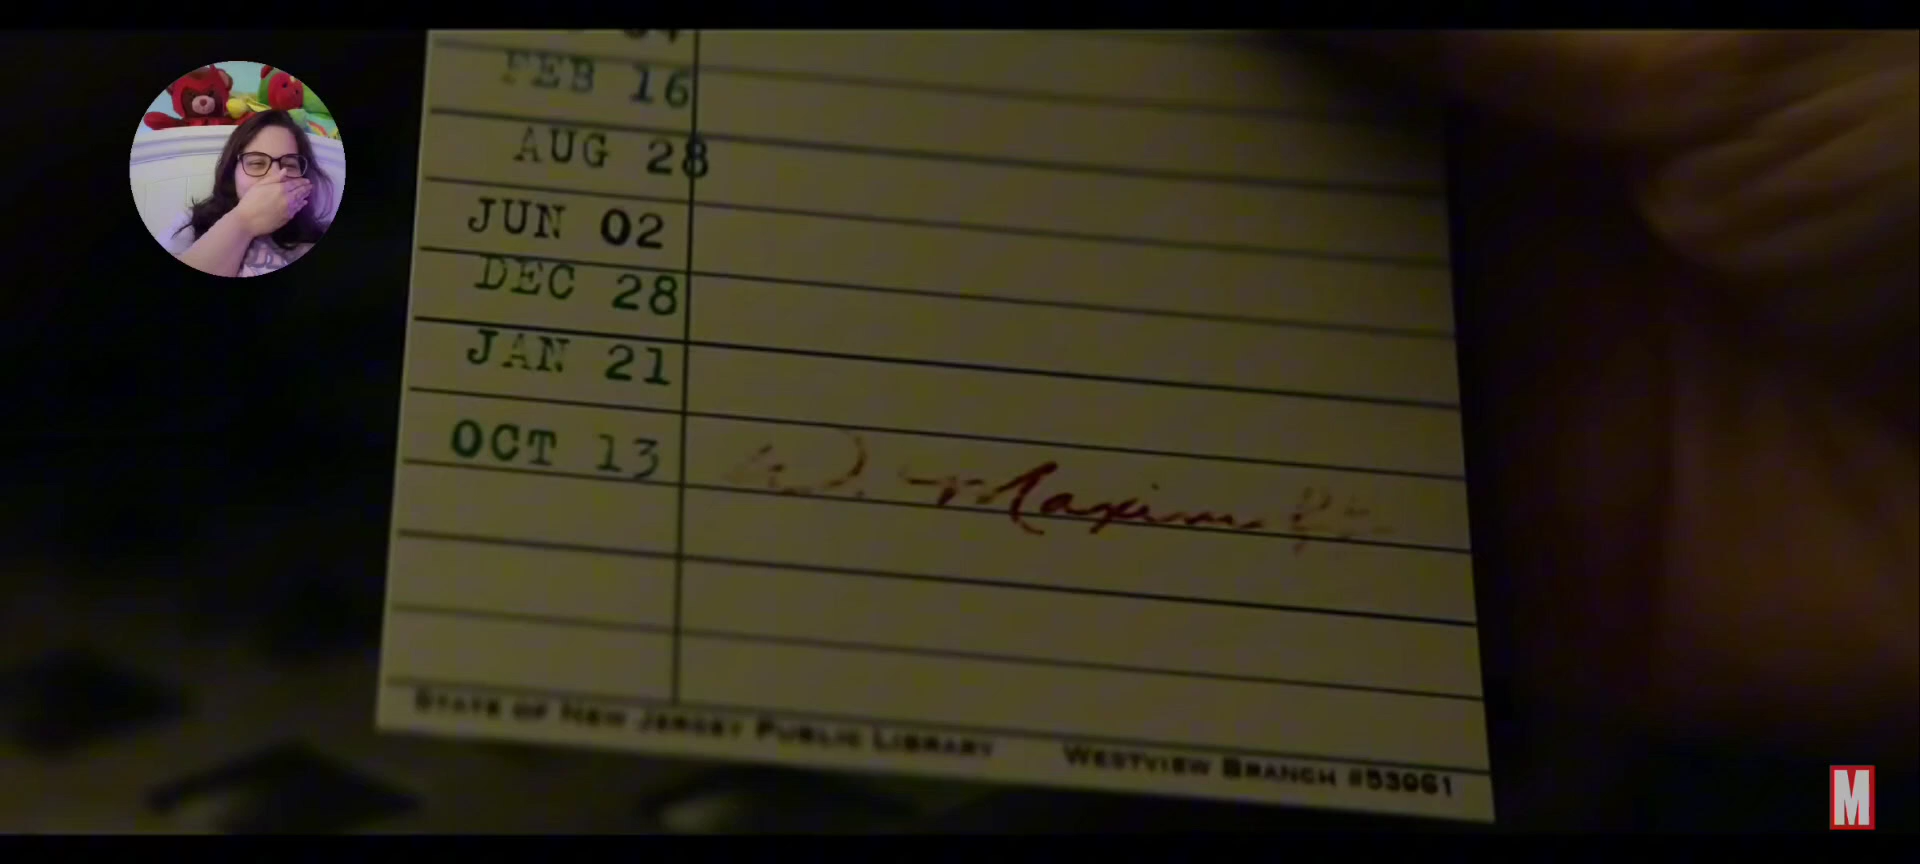 FEB 16
AUG 28
JUN 02
DEC 28
JAN 21
OCT 13 W. Maximoff
STATE OF NEW JERSEY PUBLIC LIBRARY WESTVIEW BRANCH #53961
M